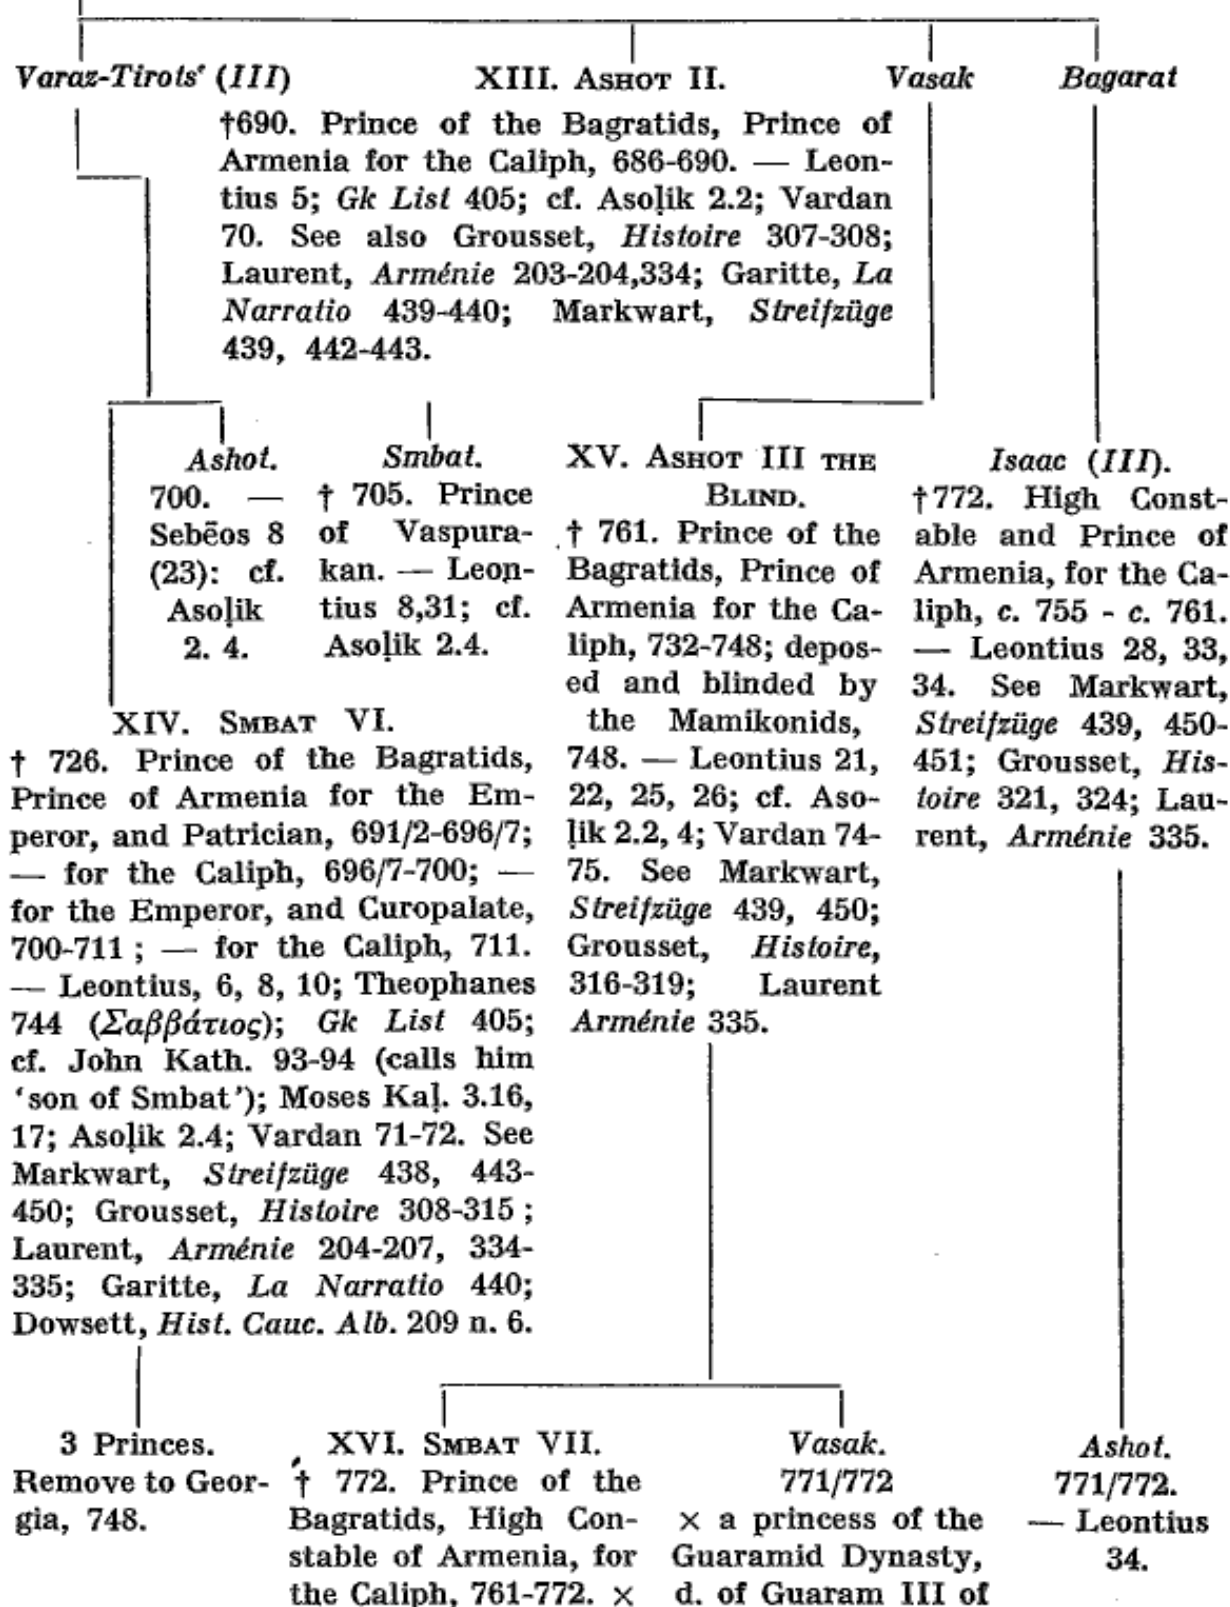 Varaz-Tirots‛ (III)
XIII. ASHOT II.
†690. Prince of the Bagratids, Prince of
Armenia for the Caliph, 686-690. — Leon-
tius 5; Gk List 405; cf. Asoḷik 2.2; Vardan
70. See also Grousset, Histoire 307-308;
Laurent, Arménie 203-204,334; Garitte, La
Narratio 439-440; Markwart, Streifzüge
439, 442-443.
Vasak
Bagarat
Ashot.
700. —
Sebēos 8
(23): cf.
Asoḷik
2. 4.
Smbat.
† 705. Prince
of Vaspura-
kan. — Leon-
tius 8,31; cf.
Asoḷik 2.4.
XV. ASHOT III THE
BLIND.
† 761. Prince of the
Bagratids, Prince of
Armenia for the Ca-
liph, 732-748; depos-
ed and blinded by
the Mamikonids,
748. — Leontius 21,
22, 25, 26; cf. Aso-
ḷik 2.2, 4; Vardan 74-
75. See Markwart,
Streifzüge 439, 450;
Grousset, Histoire,
316-319; Laurent
Arménie 335.
Isaac (III).
†772. High Const-
able and Prince of
Armenia, for the Ca-
liph, c. 755 - c. 761.
— Leontius 28, 33,
34. See Markwart,
Streifzüge 439, 450-
451; Grousset, His-
toire 321, 324; Lau-
rent, Arménie 335.
XIV. SMBAT VI.
† 726. Prince of the Bagratids,
Prince of Armenia for the Em-
peror, and Patrician, 691/2-696/7;
— for the Caliph, 696/7-700; —
for the Emperor, and Curopalate,
700-711 ; — for the Caliph, 711.
— Leontius, 6, 8, 10; Theophanes
744 (Σαββάτιος); Gk List 405;
cf. John Kath. 93-94 (calls him
‘son of Smbat’); Moses Kaḷ. 3.16,
17; Asoḷik 2.4; Vardan 71-72. See
Markwart, Streifzüge 438, 443-
450; Grousset, Histoire 308-315 ;
Laurent, Arménie 204-207, 334-
335; Garitte, La Narratio 440;
Dowsett, Hist. Cauc. Alb. 209 n. 6.
3 Princes.
Remove to Geor-
gia, 748.
XVI. SMBAT VII.
† 772. Prince of the
Bagratids, High Con-
stable of Armenia, for
the Caliph, 761-772. ×
Vasak.
771/772
× a princess of the
Guaramid Dynasty,
d. of Guaram III of
Ashot.
771/772.
— Leontius
34.